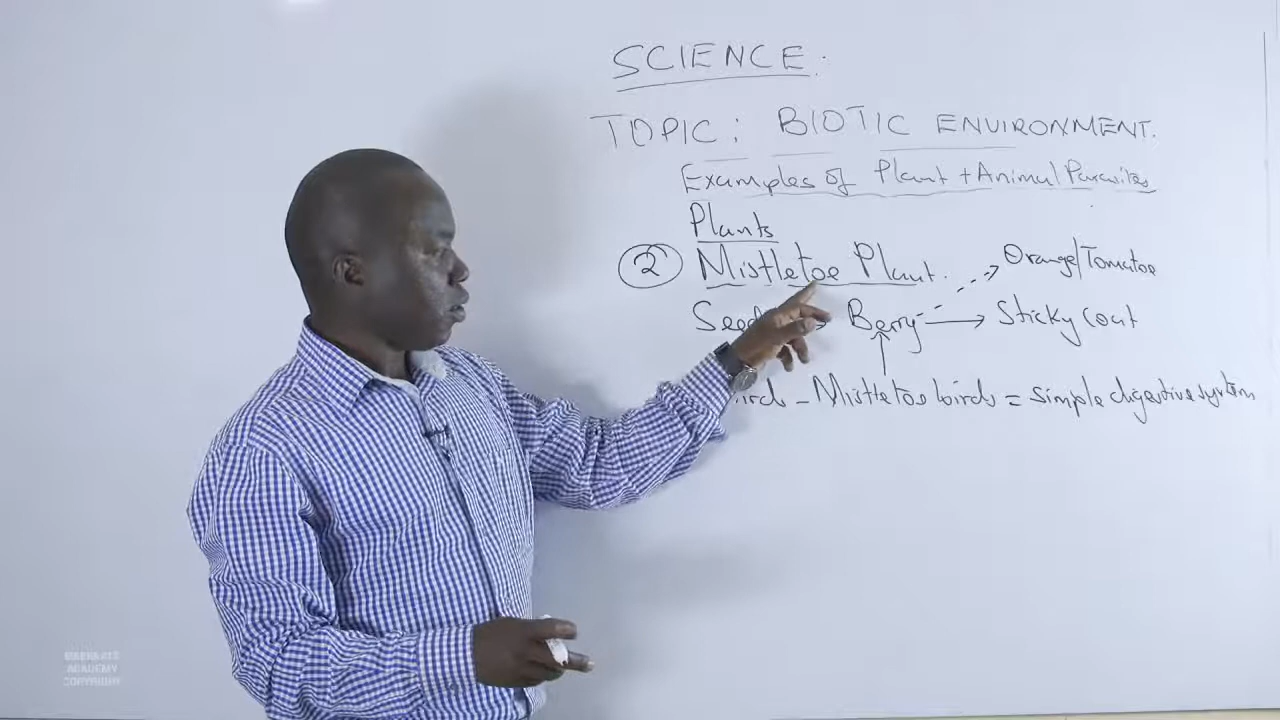 SCIENCE:
TOPIC: BIOTIC ENVIRONMENT.
Examples of Plant + Animal Parasites
Plants
2 Mistletoe Plant. Orange/Tomatoe
Berry Sticky coat
Mistletoe birds = simple digestive system
ACADEMY